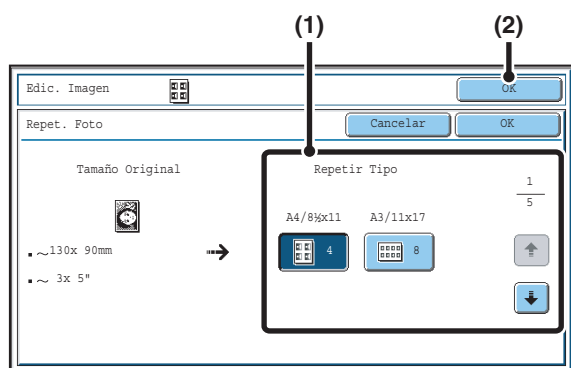 (1) (2)
Edic. Imagen OK
Repet. Foto Cancelar OK
Tamaño Original Repetir Tipo
1
5
A4/8½x11 A3/11x17
4 8
~130x 90mm
~ 3x 5"